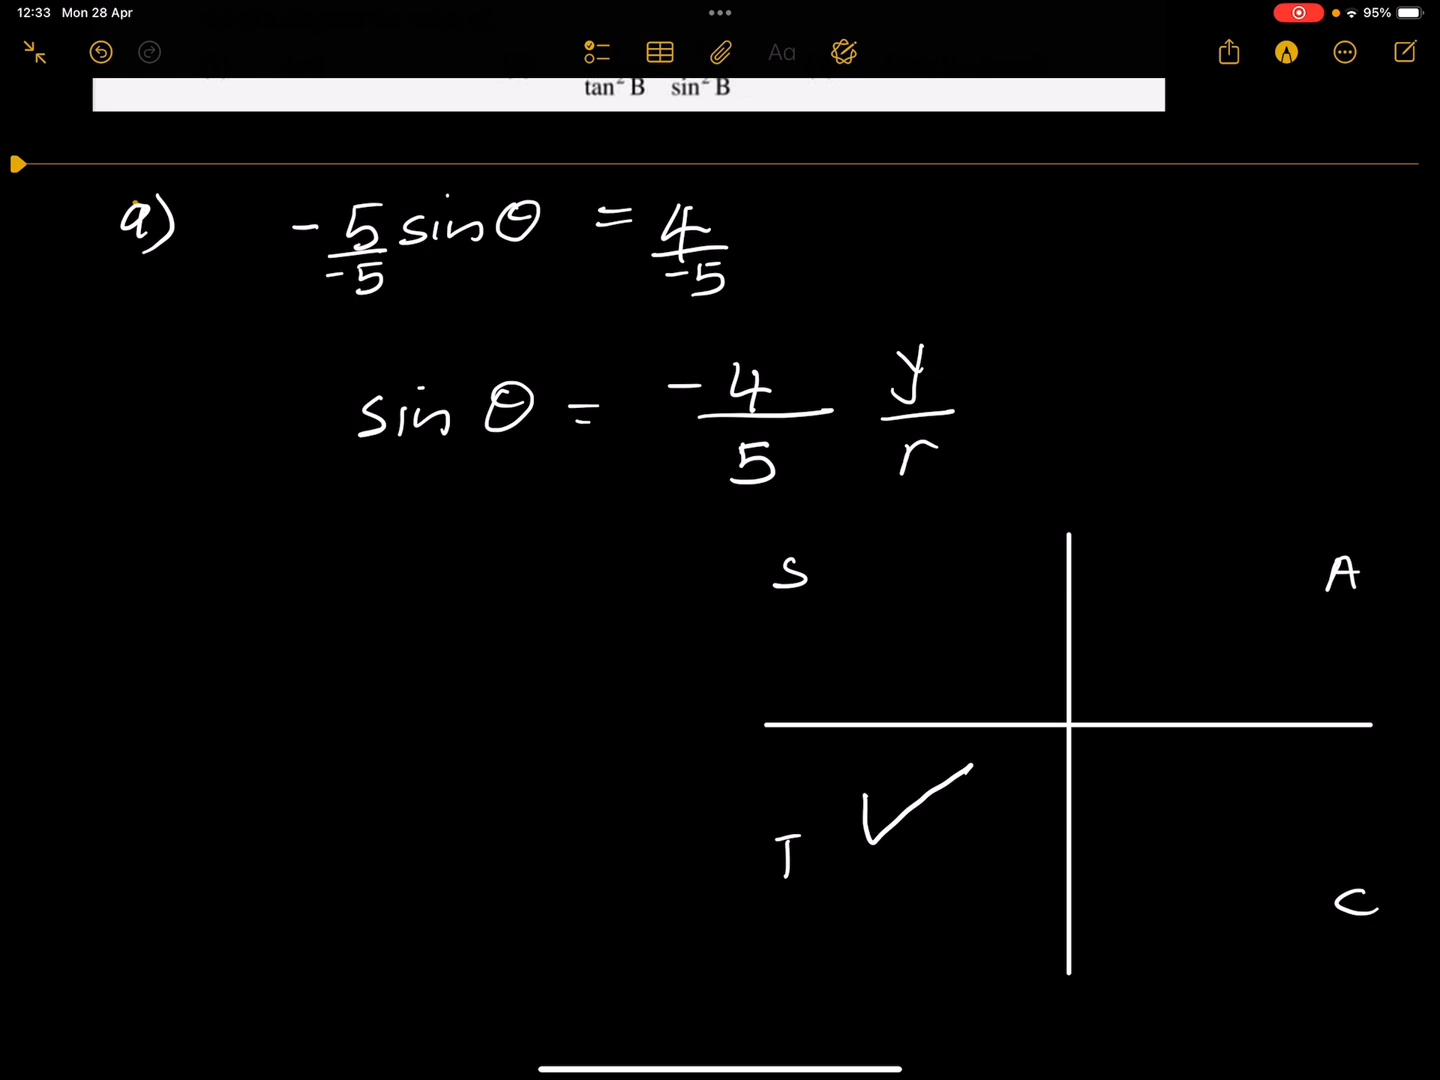 12:33 Mon 28 Apr 95%
Aa
tan² B sin² B
a) -5 sin θ = 4
-5 -5
sin θ = -4 y
5 r
S A
T C